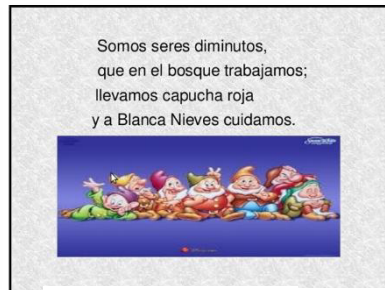 Somos seres diminutos,
que en el bosque trabajamos;
llevamos capucha roja
y a Blanca Nieves cuidamos.